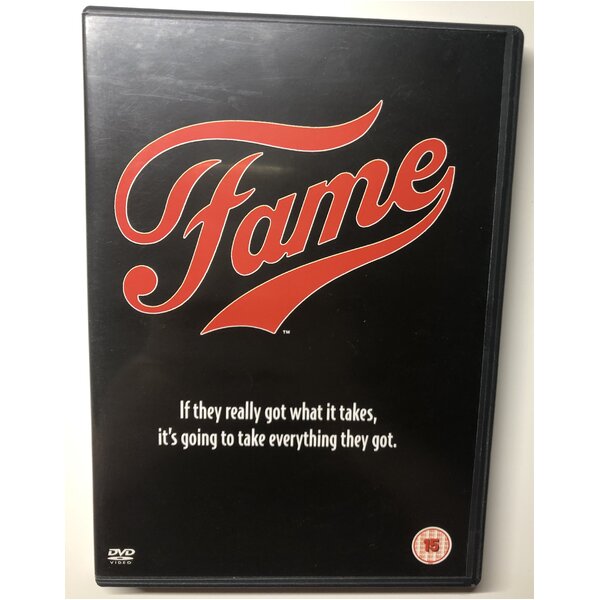 Fame
TM
If they really got what it takes,
it's going to take everything they got.
DVD
VIDEO
15